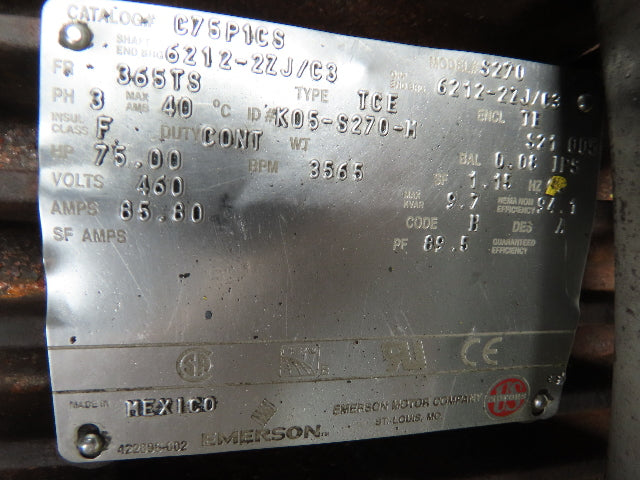 CATALOG# C75P1CS MODEL# S270
SHAFT END BRG 6212-2ZJ/C3 OPP END BRG 6212-2ZJ/C3
FR 365TS TYPE TCE ENCL TE
PH 3 MAX AMB 40 °C ID# K05-S270-M
INSUL CLASS F DUTY CONT WT BAL 0.08 IPS
HP 75.00 RPM 3565 SF 1.15 HZ
VOLTS 460 MAX KVAR 9.7 NEMA NOM EFFICIENCY 94.1
AMPS 85.80 CODE H DES A
SF AMPS PF 89.5 GUARANTEED EFFICIENCY
CE
MADE IN MEXICO EMERSON MOTOR COMPANY
ST. LOUIS, MO.
US MOTORS
EMERSON